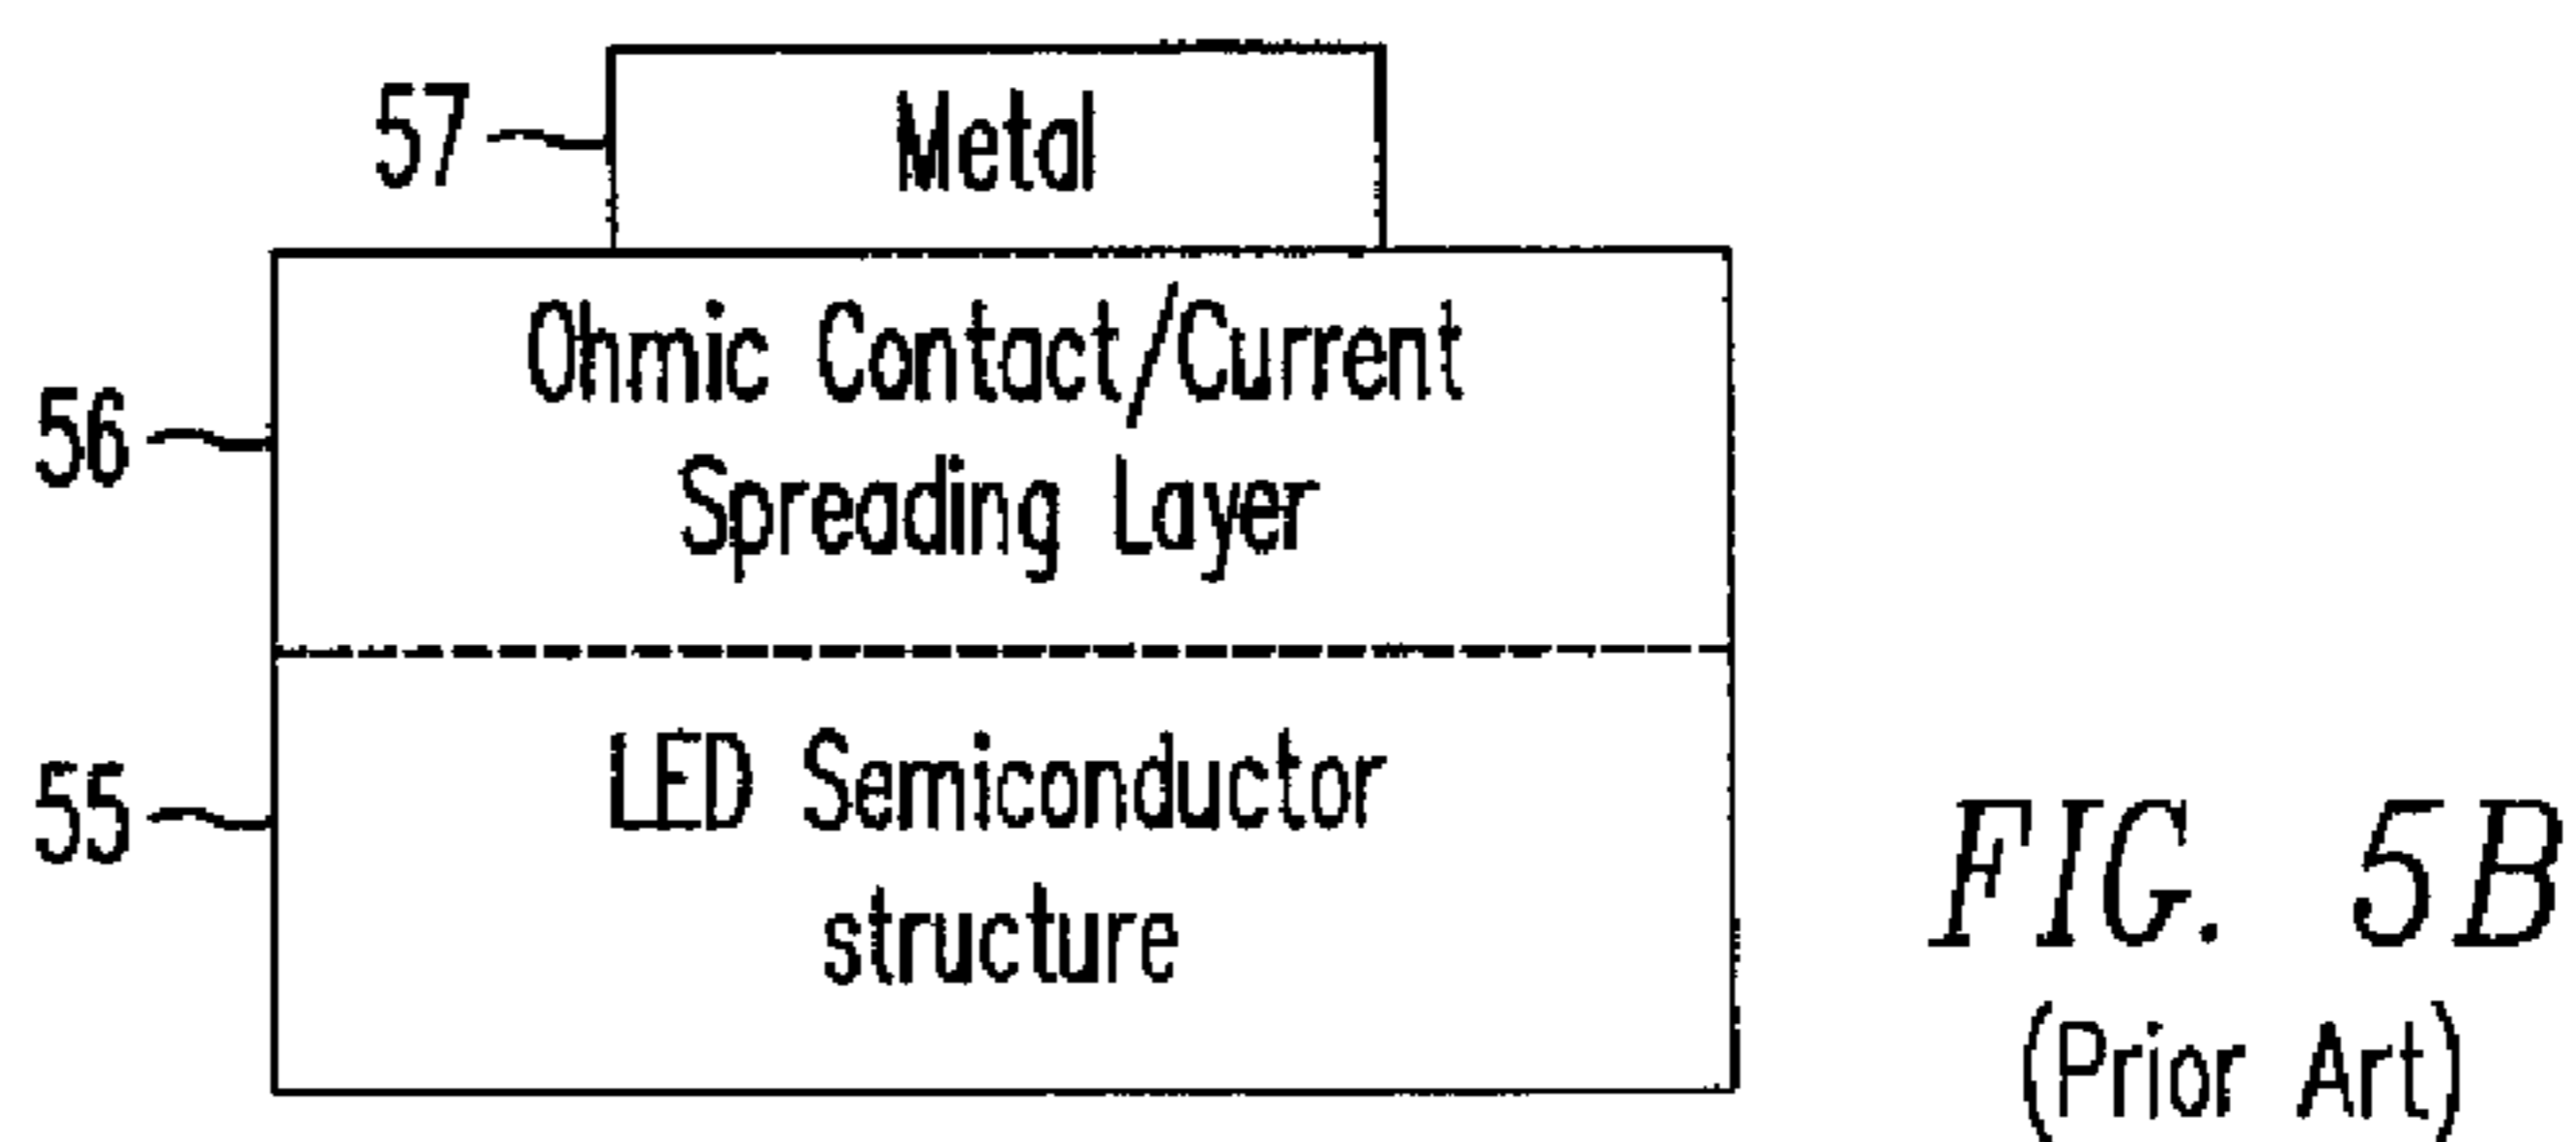 57
Metal
56
Ohmic Contact/Current
Spreading Layer
55
LED Semiconductor
structure
FIG. 5B
(Prior Art)